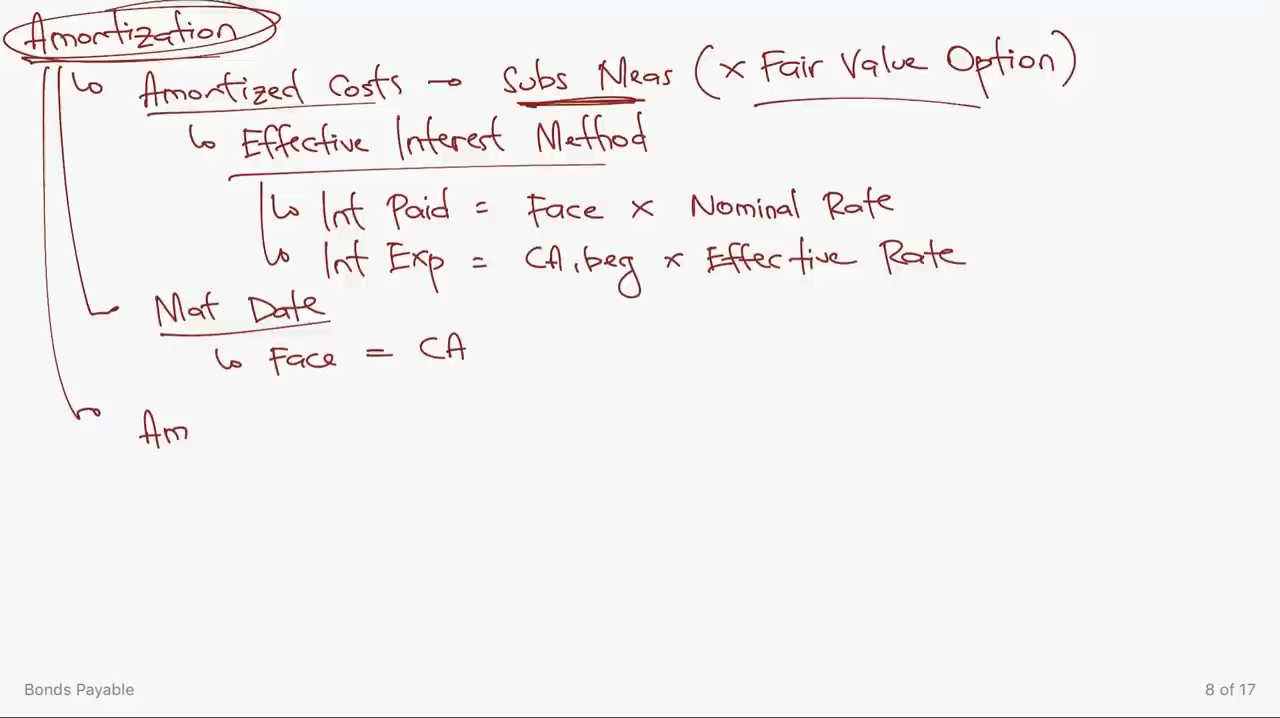 Amortization
Amortized Costs → Subs Meas (x Fair Value Option)
Effective Interest Method
Int Paid = Face x Nominal Rate
Int Exp = CA, beg x Effective Rate
Mat Date
Face = CA
Am
Bonds Payable
8 of 17